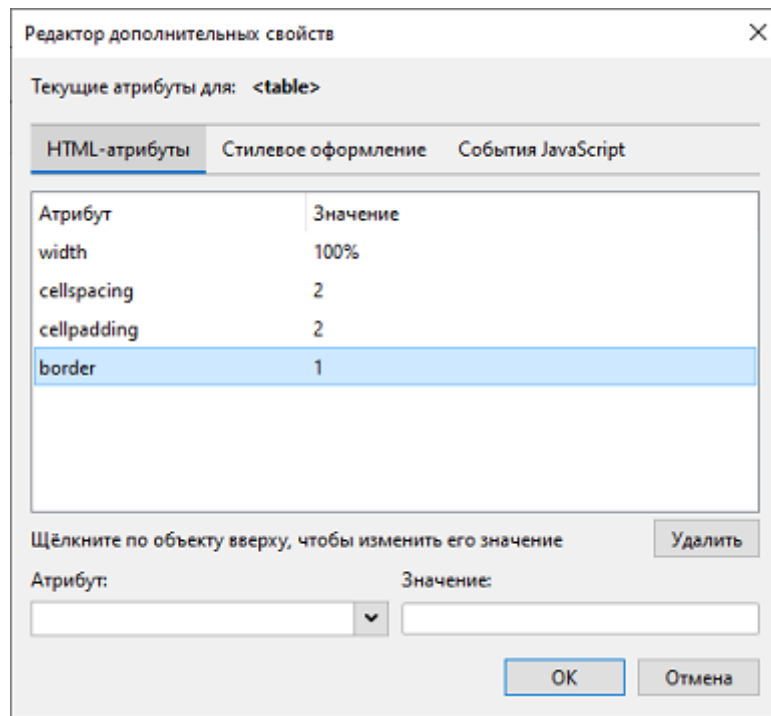 Редактор дополнительных свойств
Текущие атрибуты для: <table>
HTML-атрибуты Стилевое оформление События JavaScript
Атрибут Значение
width 100%
cellspacing 2
cellpadding 2
border 1
Щёлкните по объекту вверху, чтобы изменить его значение Удалить
Атрибут: Значение:
ОК Отмена